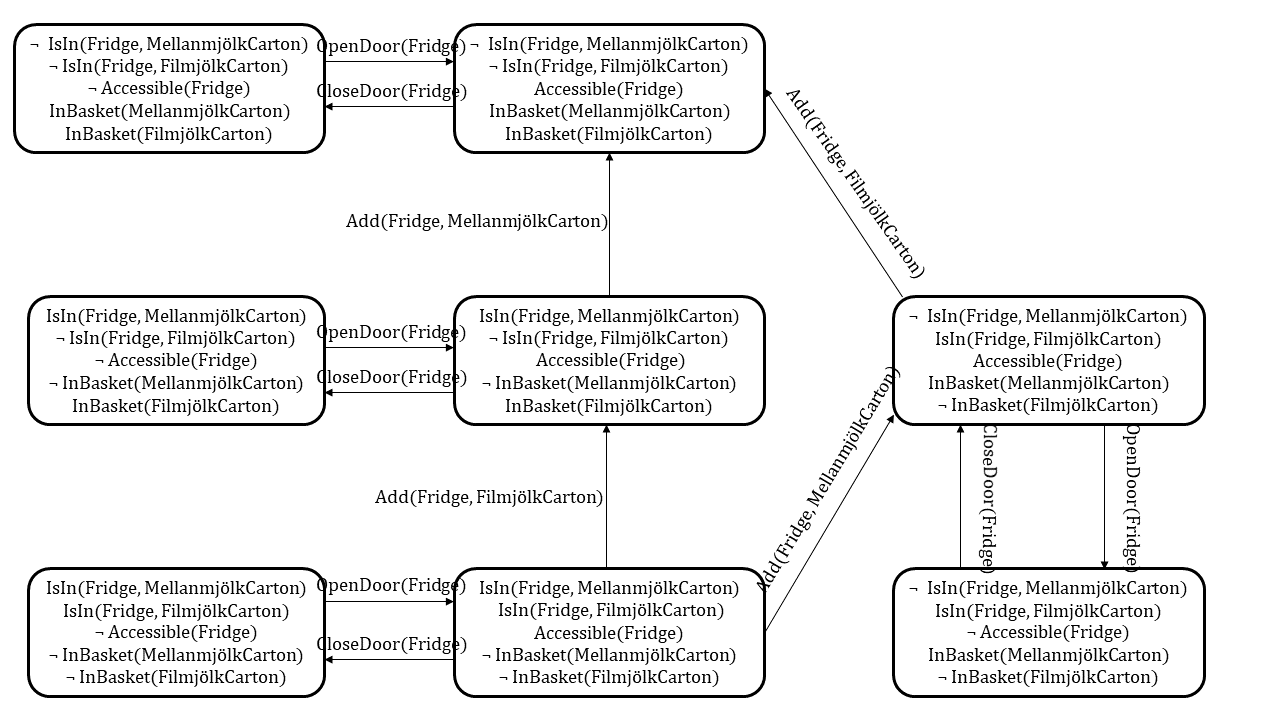 ¬  IsIn(Fridge, MellanmjölkCarton)
¬ IsIn(Fridge, FilmjölkCarton)
¬ Accessible(Fridge)
InBasket(MellanmjölkCarton)
InBasket(FilmjölkCarton)
OpenDoor(Fridge)
CloseDoor(Fridge)
¬  IsIn(Fridge, MellanmjölkCarton)
¬ IsIn(Fridge, FilmjölkCarton)
Accessible(Fridge)
InBasket(MellanmjölkCarton)
InBasket(FilmjölkCarton)
Add(Fridge, FilmjölkCarton)
Add(Fridge, MellanmjölkCarton)
IsIn(Fridge, MellanmjölkCarton)
¬ IsIn(Fridge, FilmjölkCarton)
¬ Accessible(Fridge)
¬ InBasket(MellanmjölkCarton)
InBasket(FilmjölkCarton)
OpenDoor(Fridge)
CloseDoor(Fridge)
IsIn(Fridge, MellanmjölkCarton)
¬ IsIn(Fridge, FilmjölkCarton)
Accessible(Fridge)
¬ InBasket(MellanmjölkCarton)
InBasket(FilmjölkCarton)
¬  IsIn(Fridge, MellanmjölkCarton)
IsIn(Fridge, FilmjölkCarton)
Accessible(Fridge)
InBasket(MellanmjölkCarton)
¬ InBasket(FilmjölkCarton)
Add(Fridge, FilmjölkCarton)
Add(Fridge, MellanmjölkCarton)
CloseDoor(Fridge)
OpenDoor(Fridge)
IsIn(Fridge, MellanmjölkCarton)
IsIn(Fridge, FilmjölkCarton)
¬ Accessible(Fridge)
¬ InBasket(MellanmjölkCarton)
¬ InBasket(FilmjölkCarton)
OpenDoor(Fridge)
CloseDoor(Fridge)
IsIn(Fridge, MellanmjölkCarton)
IsIn(Fridge, FilmjölkCarton)
Accessible(Fridge)
¬ InBasket(MellanmjölkCarton)
¬ InBasket(FilmjölkCarton)
¬  IsIn(Fridge, MellanmjölkCarton)
IsIn(Fridge, FilmjölkCarton)
¬ Accessible(Fridge)
InBasket(MellanmjölkCarton)
¬ InBasket(FilmjölkCarton)